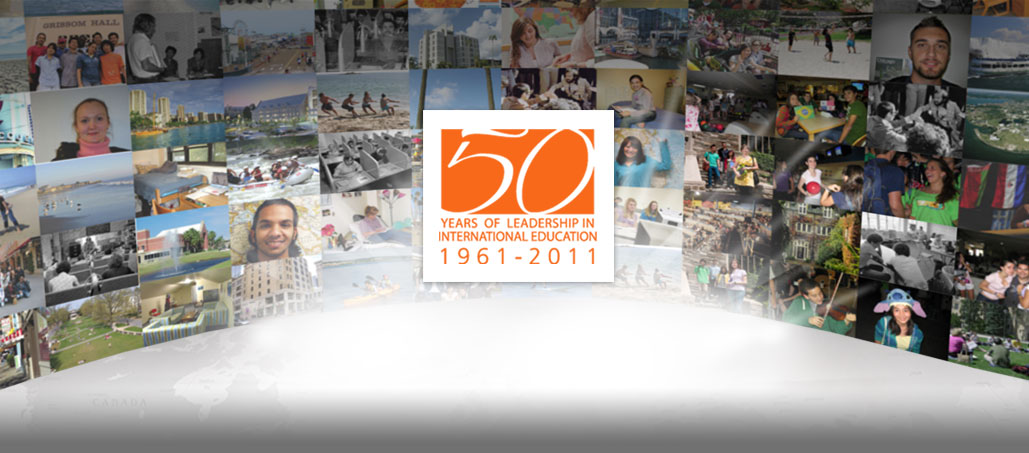 GRISSOM HALL
50
YEARS OF LEADERSHIP IN
INTERNATIONAL EDUCATION
1961-2011
CANADA